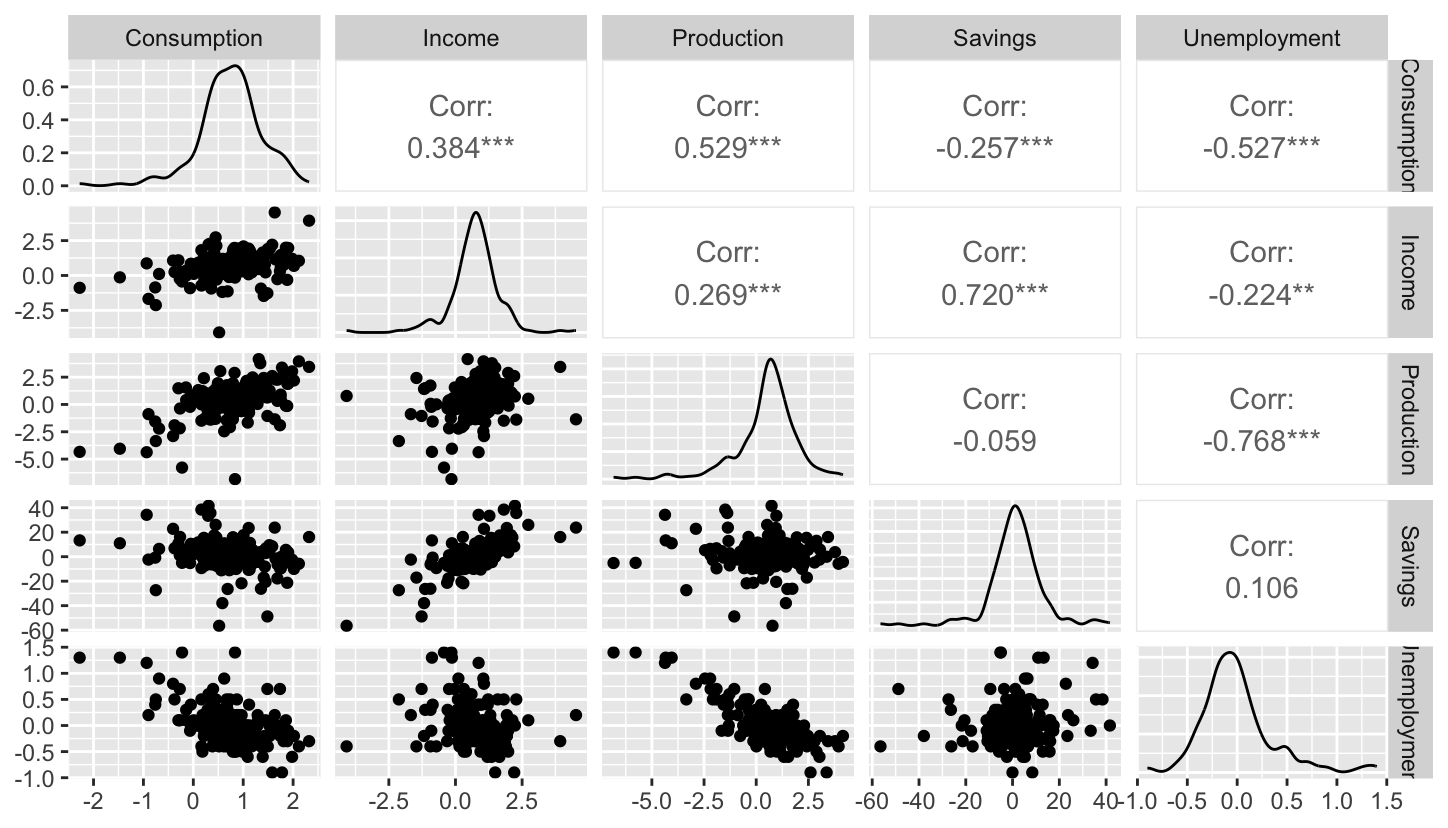 Consumption Income Production Savings Unemployment
0.6
0.4
0.2
0.0
Corr:
0.384***
Corr:
0.529***
Corr:
-0.257***
Corr:
-0.527***
Consumption
2.5
0.0
-2.5
Corr:
0.269***
Corr:
0.720***
Corr:
-0.224**
Income
2.5
0.0
-2.5
-5.0
Corr:
-0.059
Corr:
-0.768***
Production
40
20
0
-20
-40
-60
Corr:
0.106
Savings
1.5
1.0
0.5
0.0
-0.5
-1.0
Jnemploymer
-2 -1 0 1 2
-2.5 0.0 2.5
-5.0 -2.5 0.0 2.5
-60 -40 -20 0 20 40
-1.0 -0.5 0.0 0.5 1.0 1.5